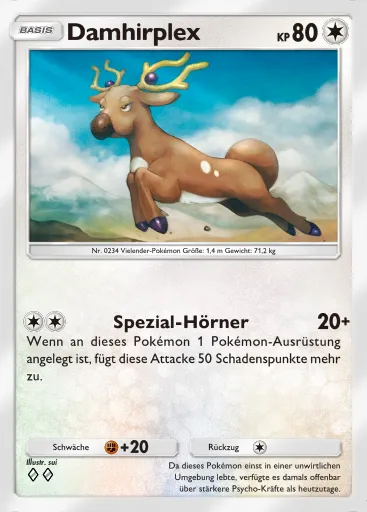 BASIS Damhirplex KP 80
Nr. 0234 Vielender-Pokémon Größe: 1,4 m Gewicht: 71,2 kg
Spezial-Hörner 20+
Wenn an dieses Pokémon 1 Pokémon-Ausrüstung
angelegt ist, fügt diese Attacke 50 Schadenspunkte mehr
zu.
Schwäche +20 Rückzug
Illustr. sui
Da dieses Pokémon einst in einer unwirtlichen
Umgebung lebte, verfügte es damals offenbar
über stärkere Psycho-Kräfte als heutzutage.